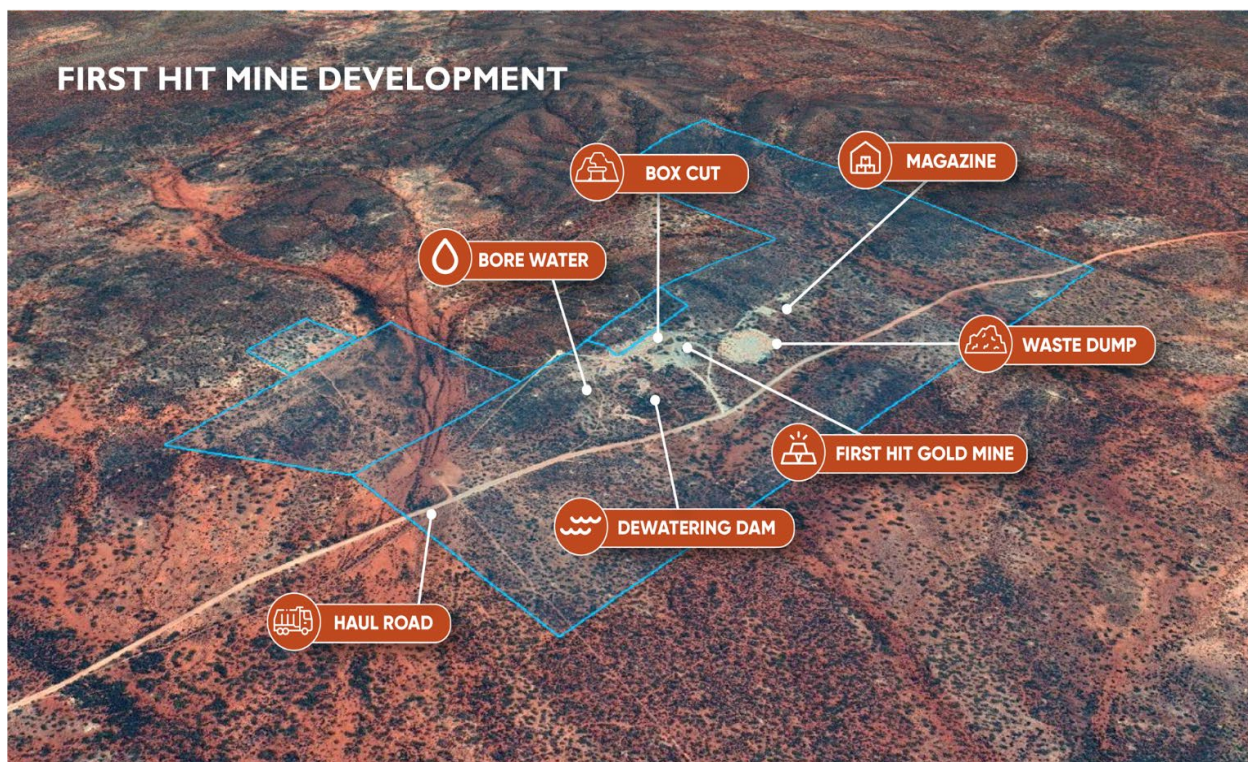 FIRST HIT MINE DEVELOPMENT
BOX CUT
MAGAZINE
BORE WATER
WASTE DUMP
FIRST HIT GOLD MINE
DEWATERING DAM
HAUL ROAD